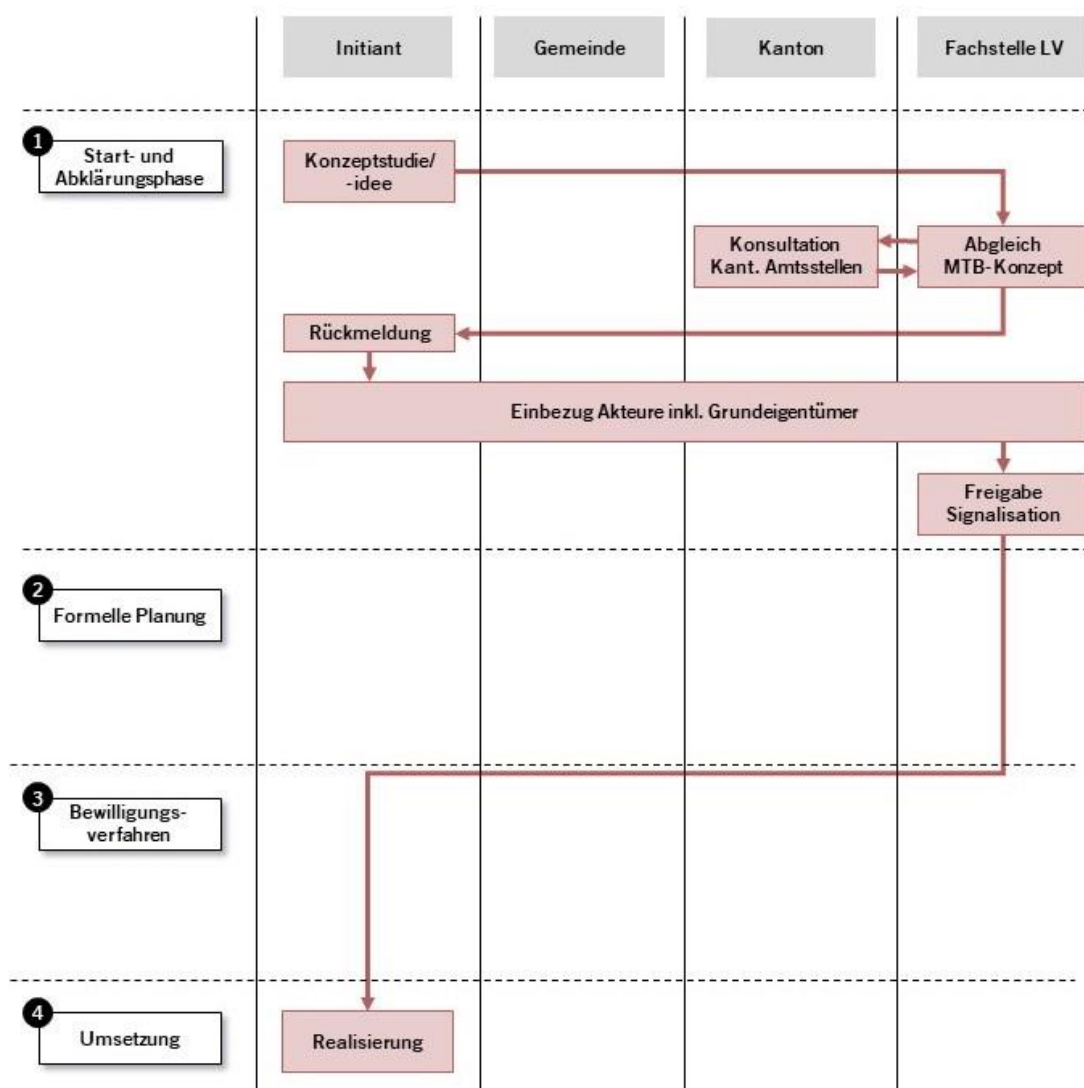 Initiant
Gemeinde
Kanton
Fachstelle LV
1
Start- und
Abklärungsphase
Konzeptstudie/
-idee
Konsultation
Kant. Amtsstellen
Abgleich
MTB-Konzept
Rückmeldung
Einbezug Akteure inkl. Grundeigentümer
Freigabe
Signalisation
2
Formelle Planung
3
Bewilligungs-
verfahren
4
Umsetzung
Realisierung